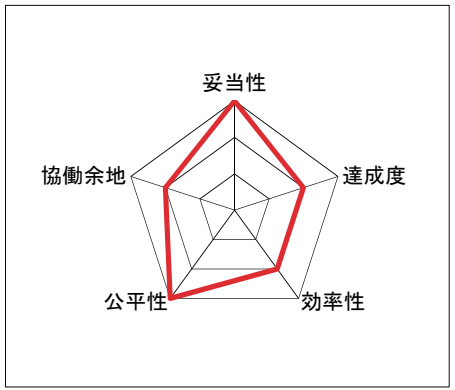 妥当性
協働余地
達成度
公平性
効率性